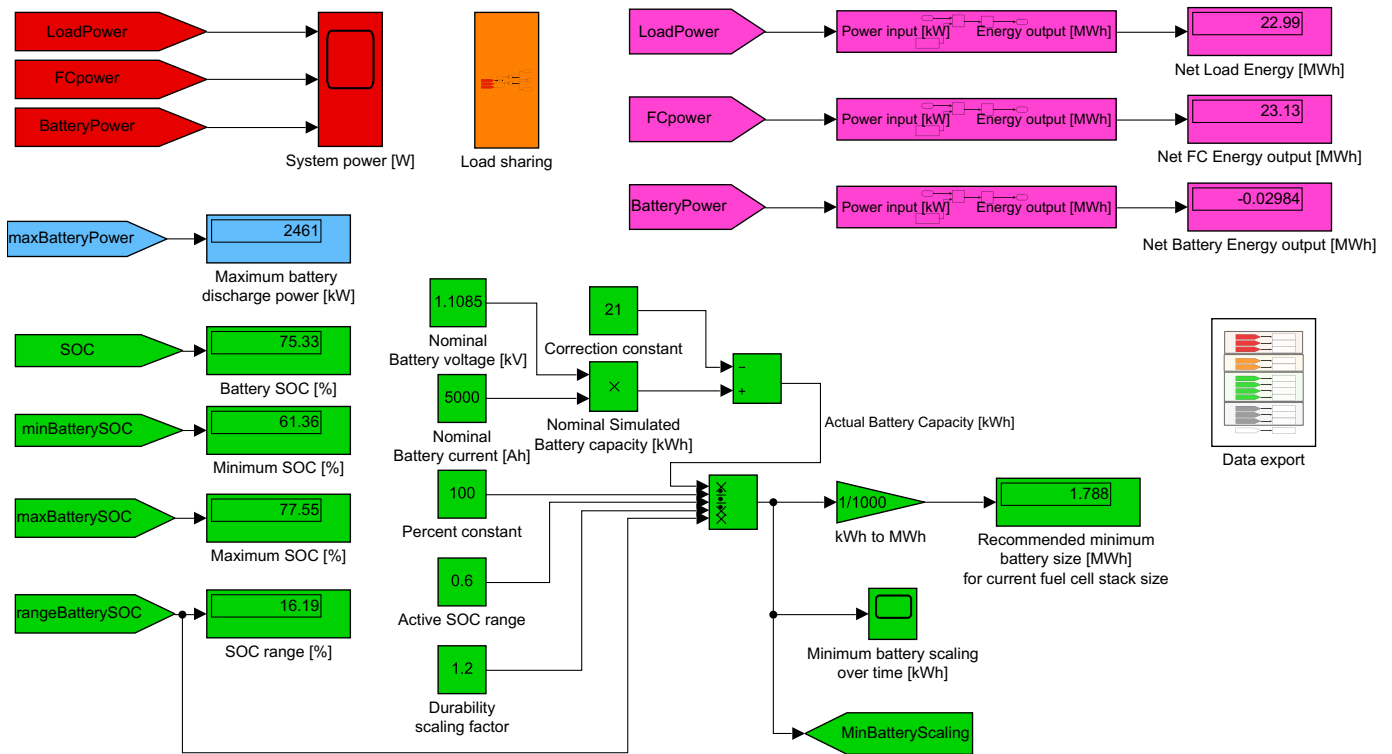 LoadPower
FCpower
BatteryPower
System power [W]
Load sharing
LoadPower
Power input [kW]
Energy output [MWh]
22.99
Net Load Energy [MWh]
FCpower
Power input [kW]
Energy output [MWh]
23.13
Net FC Energy output [MWh]
BatteryPower
Power input [kW]
Energy output [MWh]
-0.02984
Net Battery Energy output [MWh]
maxBatteryPower
2461
Maximum battery
discharge power [kW]
SOC
75.33
Battery SOC [%]
minBatterySOC
61.36
Minimum SOC [%]
maxBatterySOC
77.55
Maximum SOC [%]
rangeBatterySOC
16.19
SOC range [%]
1.1085
Nominal
Battery voltage [kV]
21
Correction constant
5000
Nominal
Battery current [Ah]
×
Nominal Simulated
Battery capacity [kWh]
−
+
Actual Battery Capacity [kWh]
100
Percent constant
0.6
Active SOC range
1.2
Durability
scaling factor
1/1000
kWh to MWh
1.788
Recommended minimum
battery size [MWh]
for current fuel cell stack size
Minimum battery scaling
over time [kWh]
MinBatteryScaling
Data export